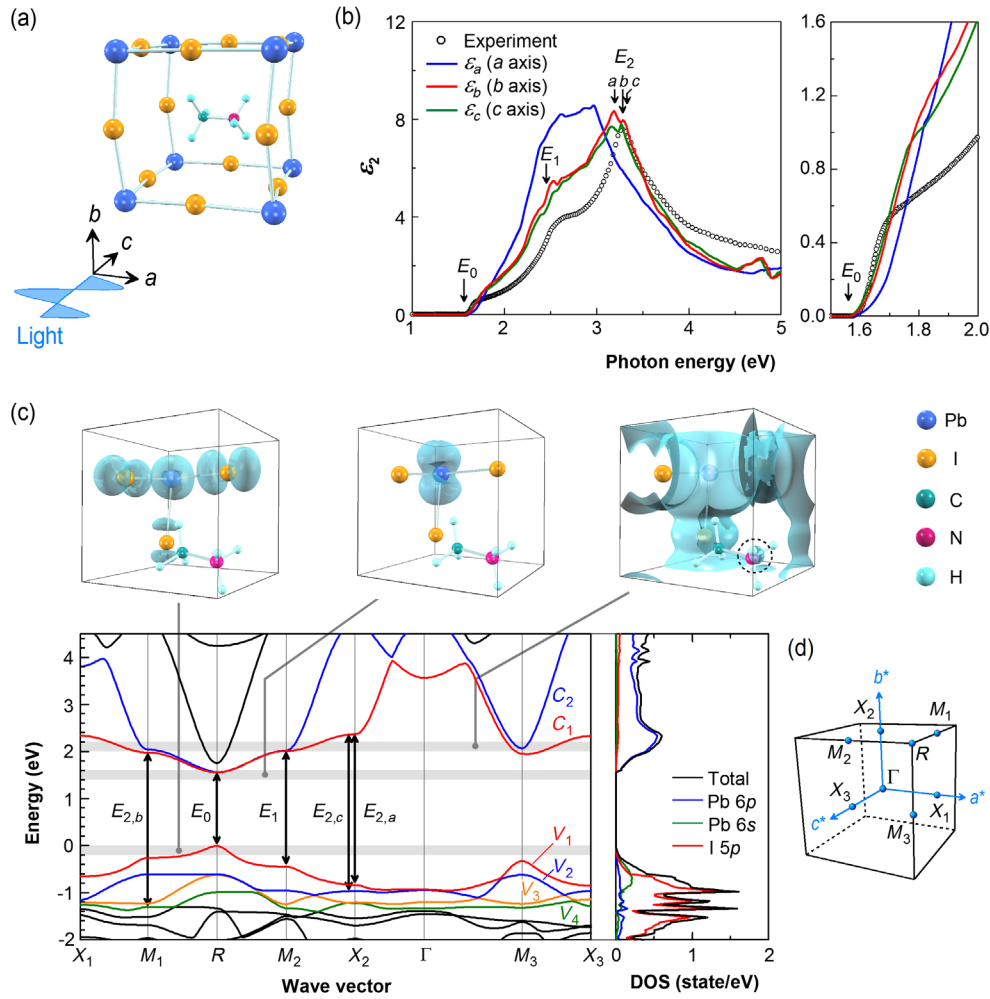 (a)
b
c
a
Light
(b)
12
8
4
0
ε2
Experiment
εa (a axis)
εb (b axis)
εc (c axis)
E2
a b c
E1
E0
1 2 3 4 5
Photon energy (eV)
1.6
1.2
0.8
0.4
0.0
E0
1.6 1.8 2.0
(c)
Pb
I
C
N
H
4
3
2
1
0
-1
-2
Energy (eV)
C2
C1
E2,b E0 E1 E2,c E2,a
V1
V2
V3
V4
X1 M1 R M2 X2 Γ M3 X3
Wave vector
Total
Pb 6p
Pb 6s
I 5p
0 1 2
DOS (state/eV)
(d)
b*
X2 M1
M2 R
Γ
X3 a*
c* X1
M3